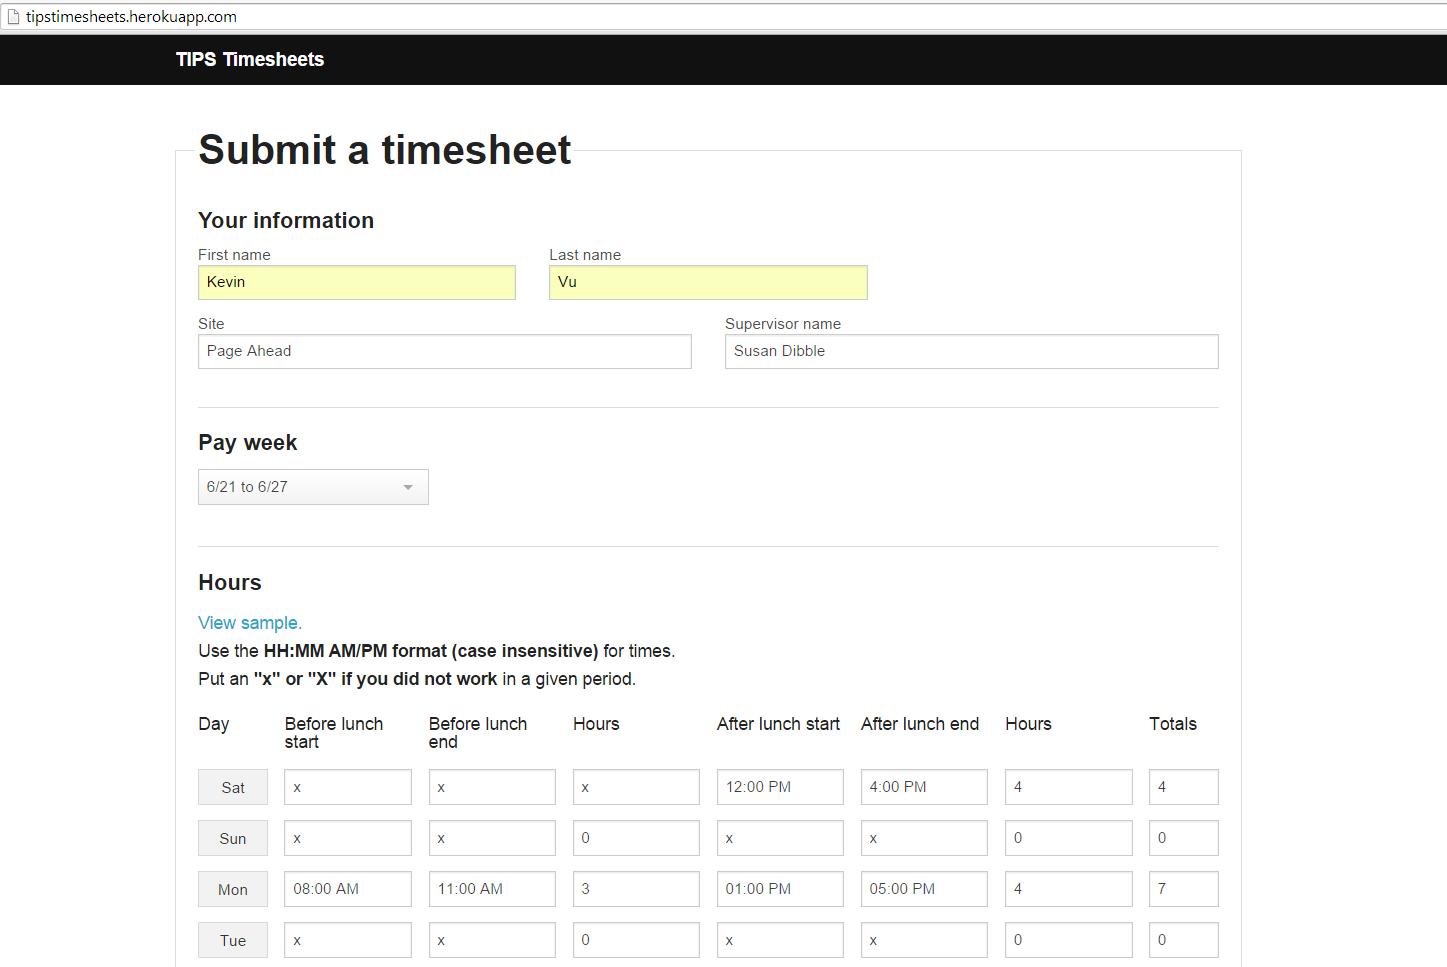 tipstimesheets.herokuapp.com
TIPS Timesheets
Submit a timesheet
Your information
First name Last name
Kevin Vu
Site Supervisor name
Page Ahead Susan Dibble
Pay week
6/21 to 6/27
Hours
View sample.
Use the HH:MM AM/PM format (case insensitive) for times.
Put an "x" or "X" if you did not work in a given period.
Day Before lunch start Before lunch end Hours After lunch start After lunch end Hours Totals
Sat x x x 12:00 PM 4:00 PM 4 4
Sun x x 0 x x 0 0
Mon 08:00 AM 11:00 AM 3 01:00 PM 05:00 PM 4 7
Tue x x 0 x x 0 0